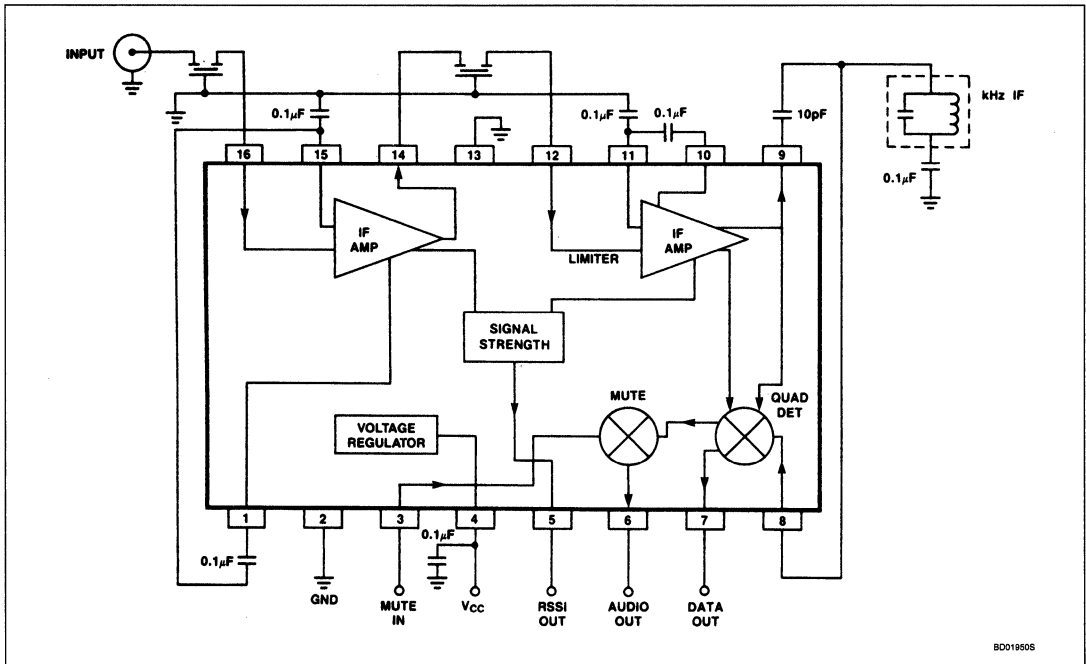 INPUT
0.1μF
0.1μF
0.1μF
10pF
kHz IF
0.1μF
16
15
14
13
12
11
10
9
IF
AMP
LIMITER
IF
AMP
SIGNAL
STRENGTH
MUTE
QUAD
DET
VOLTAGE
REGULATOR
1
2
3
4
5
6
7
8
0.1μF
0.1μF
GND
MUTE
IN
VCC
RSSI
OUT
AUDIO
OUT
DATA
OUT
BD01950S